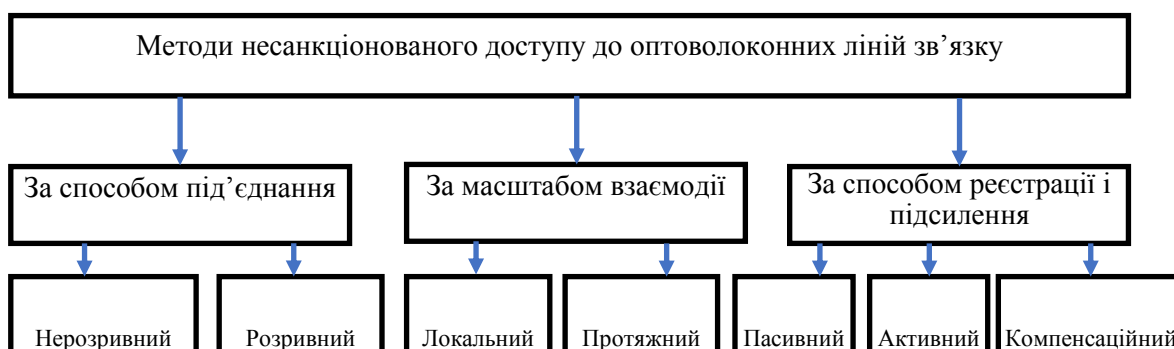 Методи несанкціонованого доступу до оптоволоконних ліній зв’язку
За способом під’єднання
За масштабом взаємодії
За способом реєстрації і
підсилення
Нерозривний
Розривний
Локальний
Протяжний
Пасивний
Активний
Компенсаційний